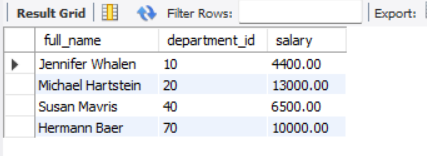 Result Grid Filter Rows: Export:
full_name department_id salary
Jennifer Whalen 10 4400.00
Michael Hartstein 20 13000.00
Susan Mavris 40 6500.00
Hermann Baer 70 10000.00